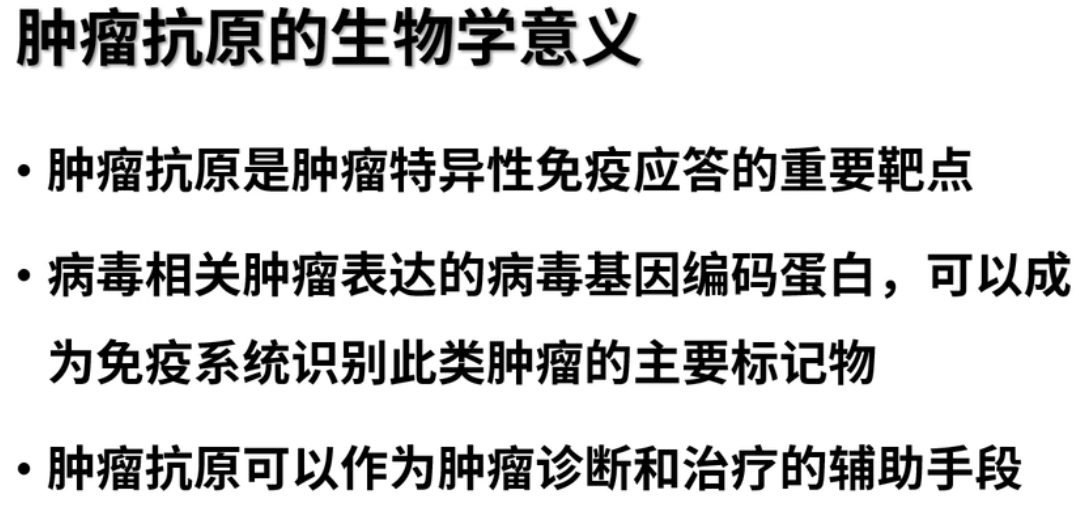 肿瘤抗原的生物学意义
• 肿瘤抗原是肿瘤特异性免疫应答的重要靶点
• 病毒相关肿瘤表达的病毒基因编码蛋白，可以成
为免疫系统识别此类肿瘤的主要标记物
• 肿瘤抗原可以作为肿瘤诊断和治疗的辅助手段